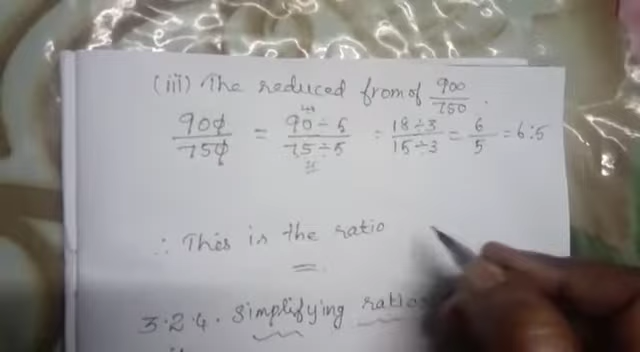 (iii) The reduced from of 900/750.
900/750 = 90÷5/75÷5 = 18÷3/15÷3 = 6/5 = 6:5
∴ This is the ratio
3.2.4. Simplifying ratio